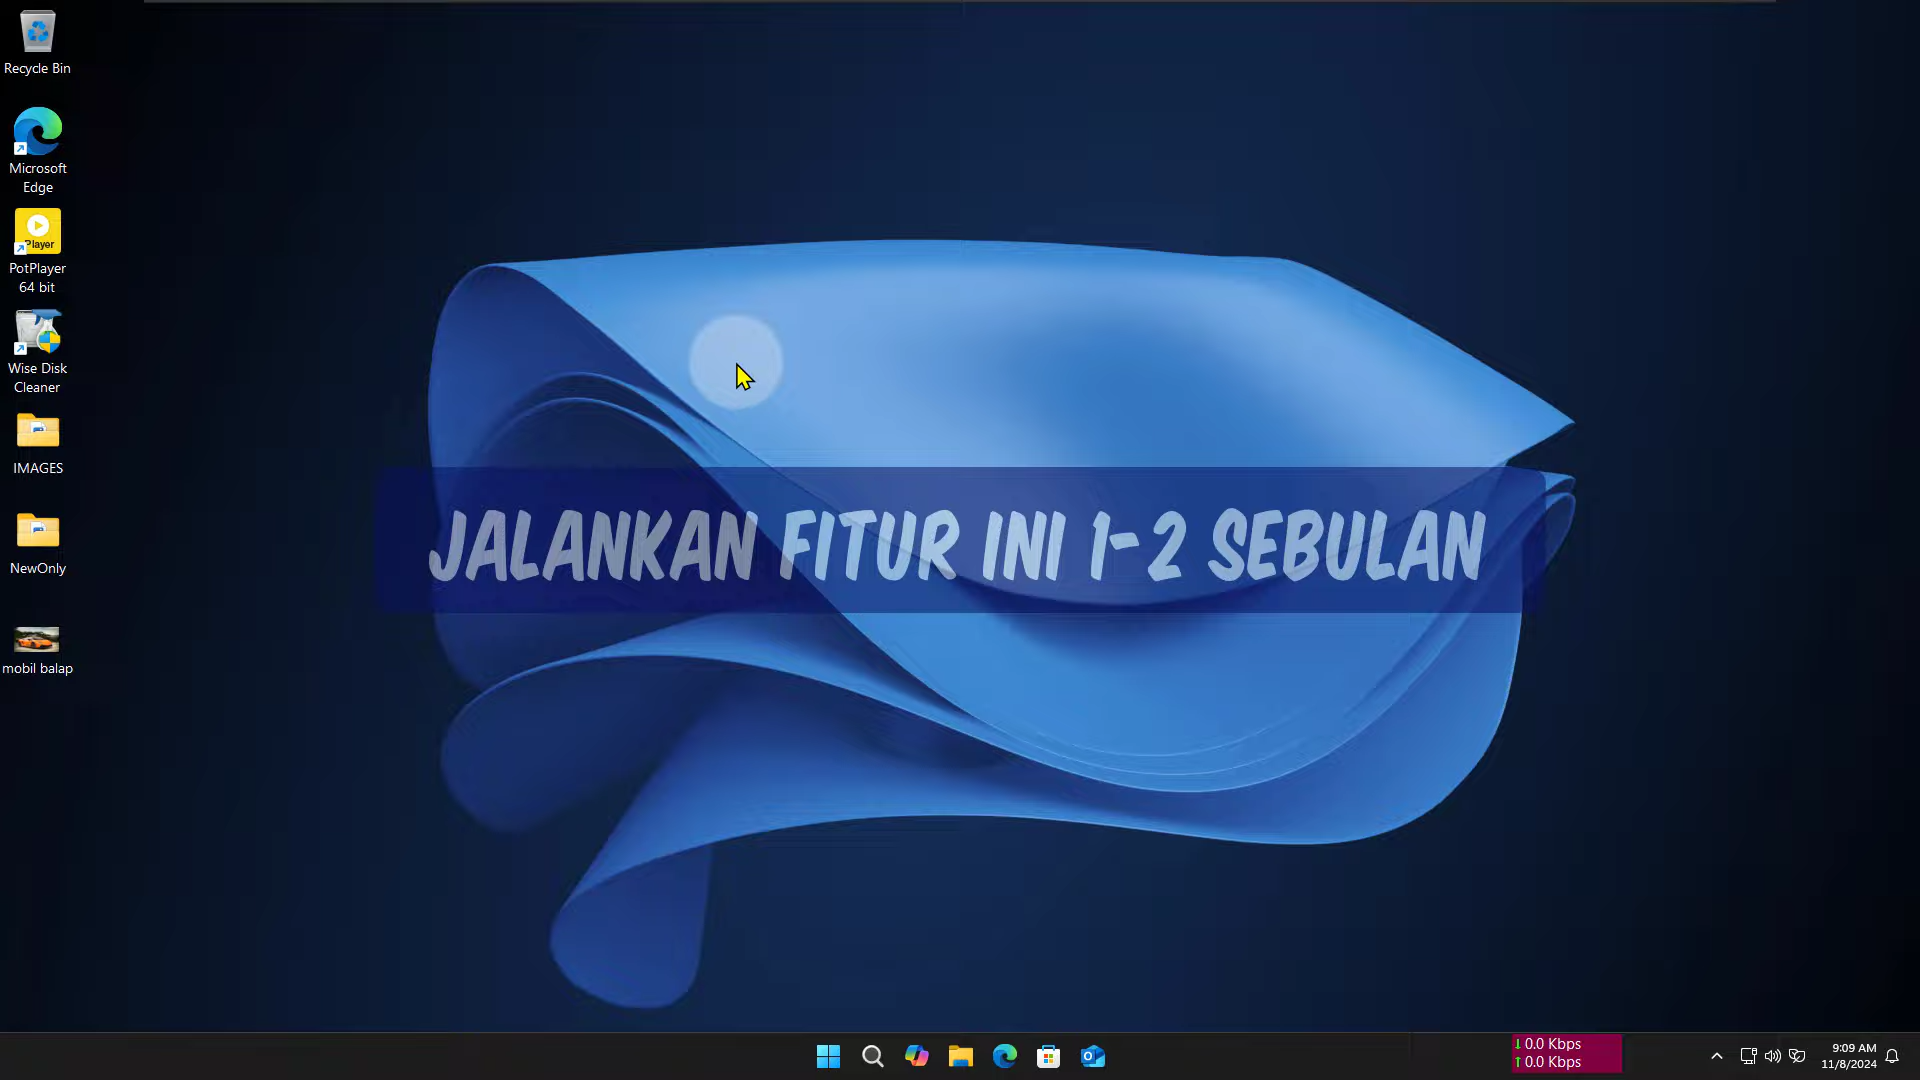 Recycle Bin
Microsoft
Edge
Player
PotPlayer
64 bit
Wise Disk
Cleaner
IMAGES
NewOnly
mobil balap
JALANKAN FITUR INI 1-2 SEBULAN
↓ 0.0 Kbps
↑ 0.0 Kbps
9:09 AM
11/8/2024